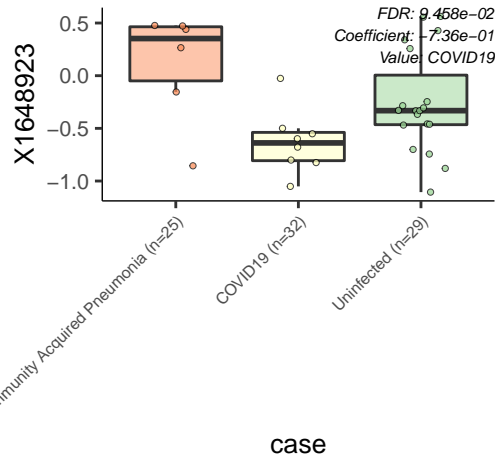 FDR: 9.458e−02
Coefficient: −7.36e−01
Value: COVID19
X1648923
0.5
0.0
−0.5
−1.0
mmunity Acquired Pneumonia (n=25)
COVID19 (n=32)
Uninfected (n=29)
case